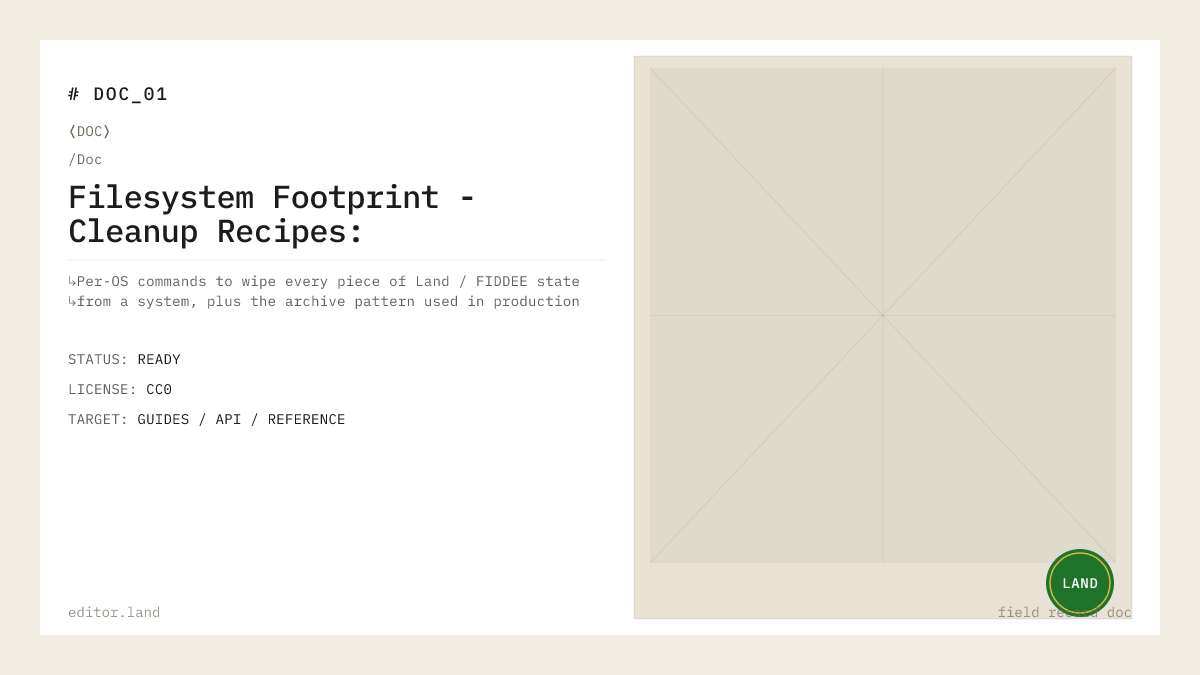 # DOC_01
⟨DOC⟩
/Doc
Filesystem Footprint -
Cleanup Recipes:
↳Per-OS commands to wipe every piece of Land / FIDDEE state
↳from a system, plus the archive pattern used in production
STATUS: READY
LICENSE: CC0
TARGET: GUIDES / API / REFERENCE
LAND
editor.land
field record doc